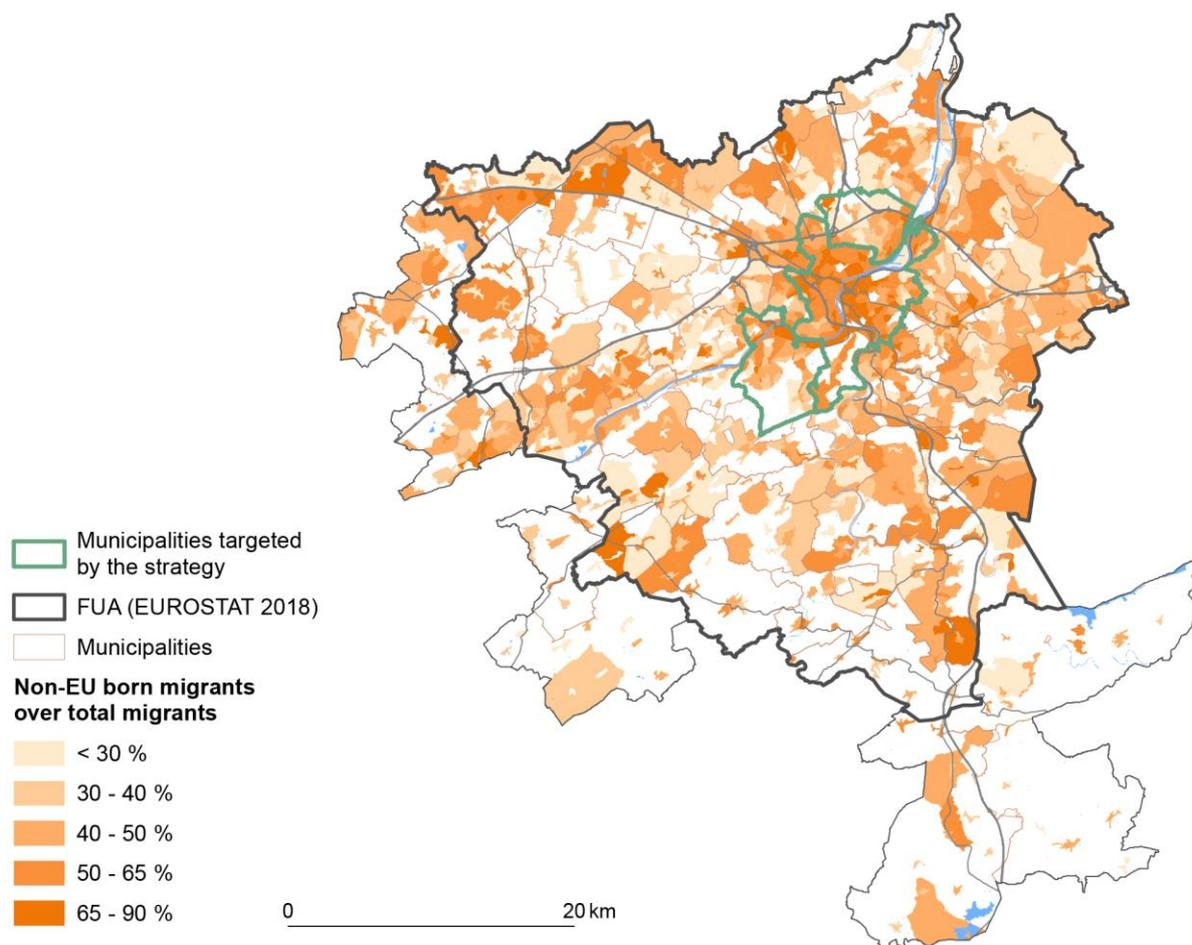 Municipalities targeted
by the strategy
FUA (EUROSTAT 2018)
Municipalities
Non-EU born migrants
over total migrants
< 30 %
30 - 40 %
40 - 50 %
50 - 65 %
65 - 90 %
0 20 km